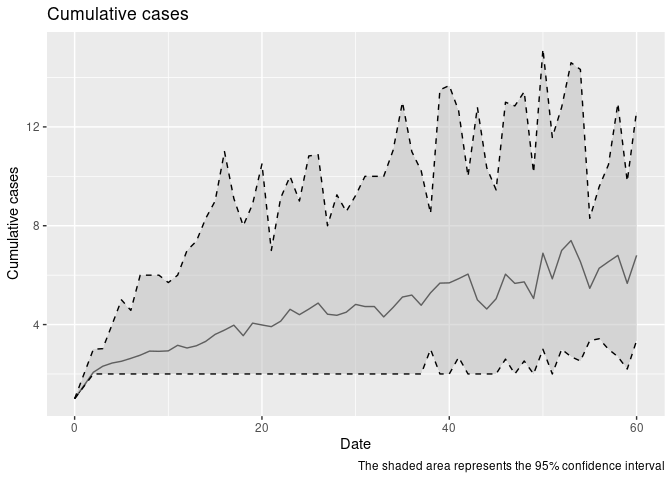 Cumulative cases
Cumulative cases
12
8
4
0
20
40
60
Date
The shaded area represents the 95% confidence interval